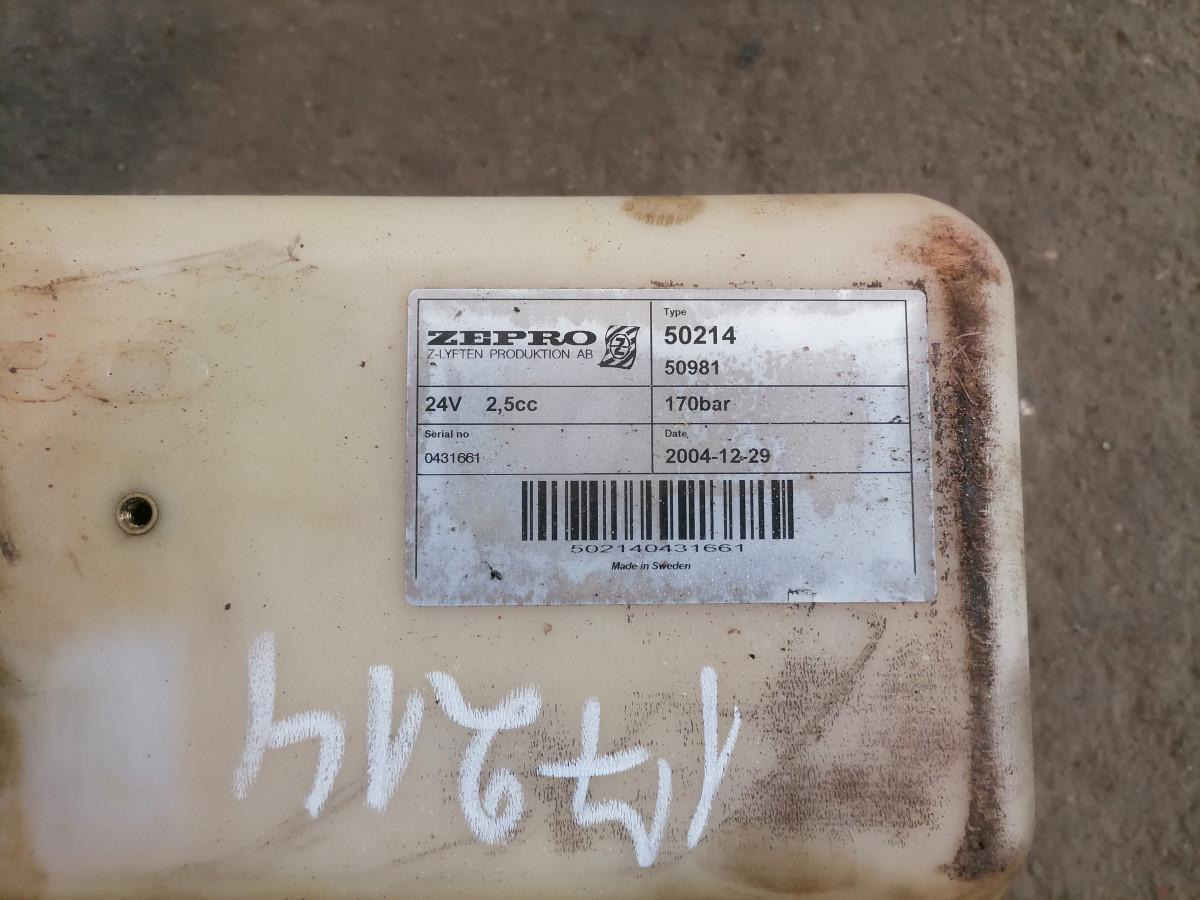 ZEPRO
Z-LYFTEN PRODUKTION AB
Type
50214
50981
24V 2,5cc
170bar
Serial no
0431661
Date
2004-12-29
502140431661
Made in Sweden
17214